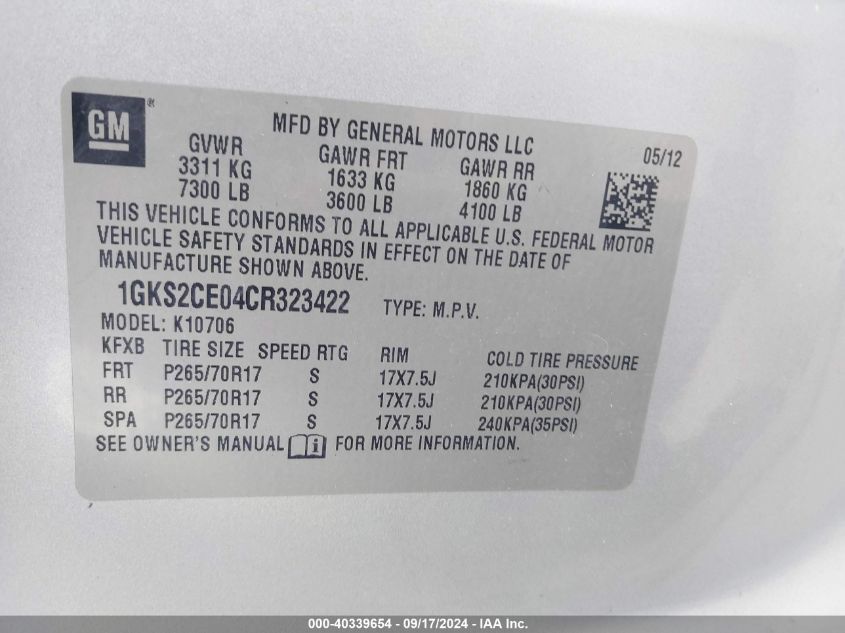 GM®
MFD BY GENERAL MOTORS LLC 05/12
GVWR GAWR FRT GAWR RR
3311 KG 1633 KG 1860 KG
7300 LB 3600 LB 4100 LB
THIS VEHICLE CONFORMS TO ALL APPLICABLE U.S. FEDERAL MOTOR
VEHICLE SAFETY STANDARDS IN EFFECT ON THE DATE OF
MANUFACTURE SHOWN ABOVE.
1GKS2CE04CR323422 TYPE: M.P.V.
MODEL: K10706
KFXB TIRE SIZE SPEED RTG RIM COLD TIRE PRESSURE
FRT P265/70R17 S 17X7.5J 210KPA(30PSI)
RR P265/70R17 S 17X7.5J 210KPA(30PSI)
SPA P265/70R17 S 17X7.5J 240KPA(35PSI)
SEE OWNER'S MANUAL i FOR MORE INFORMATION.
000-40339654 - 09/17/2024 - IAA Inc.